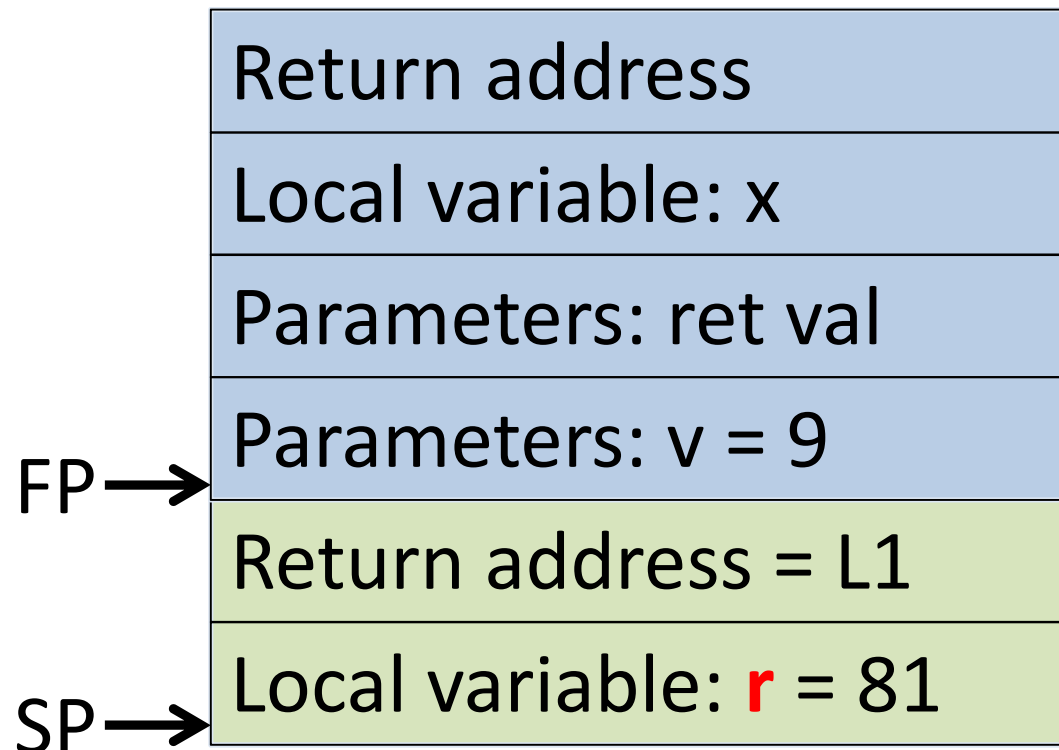 Return address
Local variable: x
Parameters: ret val
Parameters: v = 9
FP
Return address = L1
Local variable: r = 81
SP